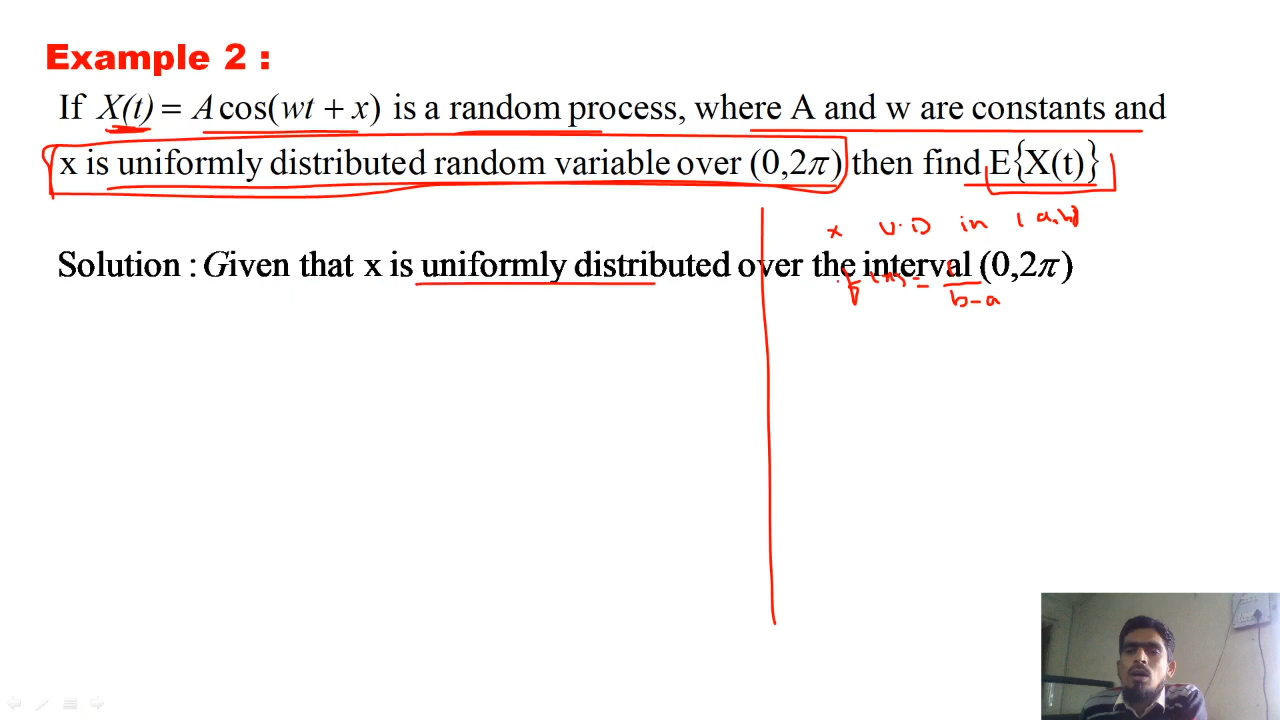 Example 2 :
If X(t) = A cos(wt + x) is a random process, where A and w are constants and
x is uniformly distributed random variable over (0,2π) then find E{X(t)}
x U.D in (a,b)
Solution : Given that x is uniformly distributed over the interval (0,2π)
f(x) = 1/b-a